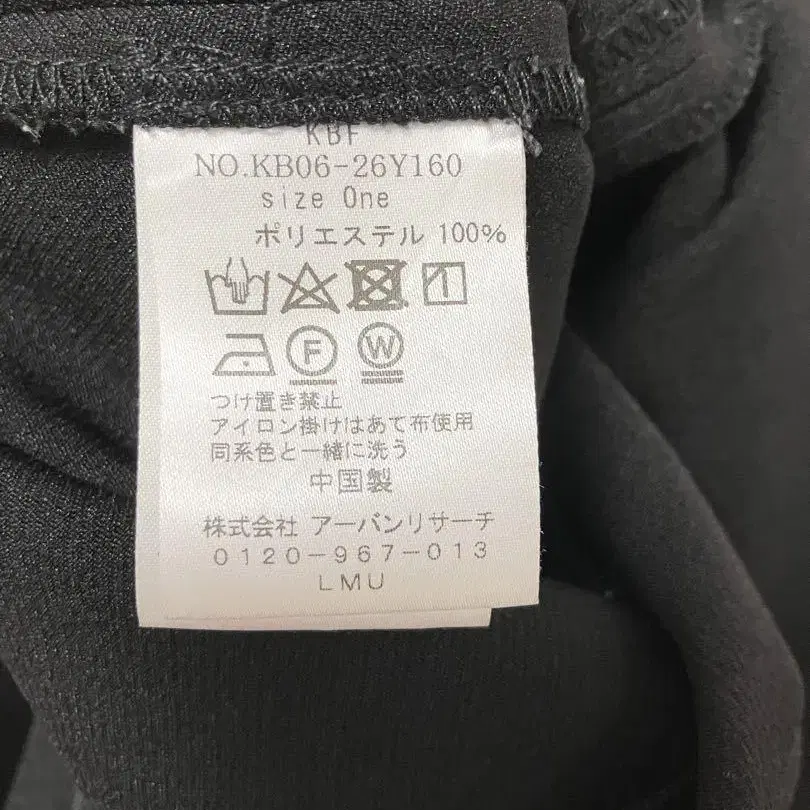 KBF
NO.KB06-26Y160
size One
ポリエステル 100%
F W
つけ置き禁止
アイロン掛けはあて布使用
同系色と一緒に洗う
中国製
株式会社 アーバンリサーチ
0120-967-013
LMU